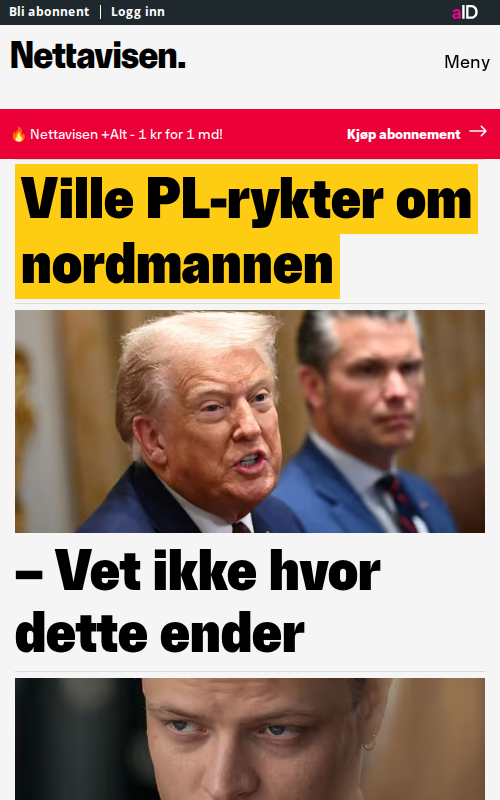 Bli abonnent | Logg inn
aID
Nettavisen.
Meny
🔥 Nettavisen +Alt - 1 kr for 1 md!
Kjøp abonnement →
Ville PL-rykter om
nordmannen
– Vet ikke hvor
dette ender